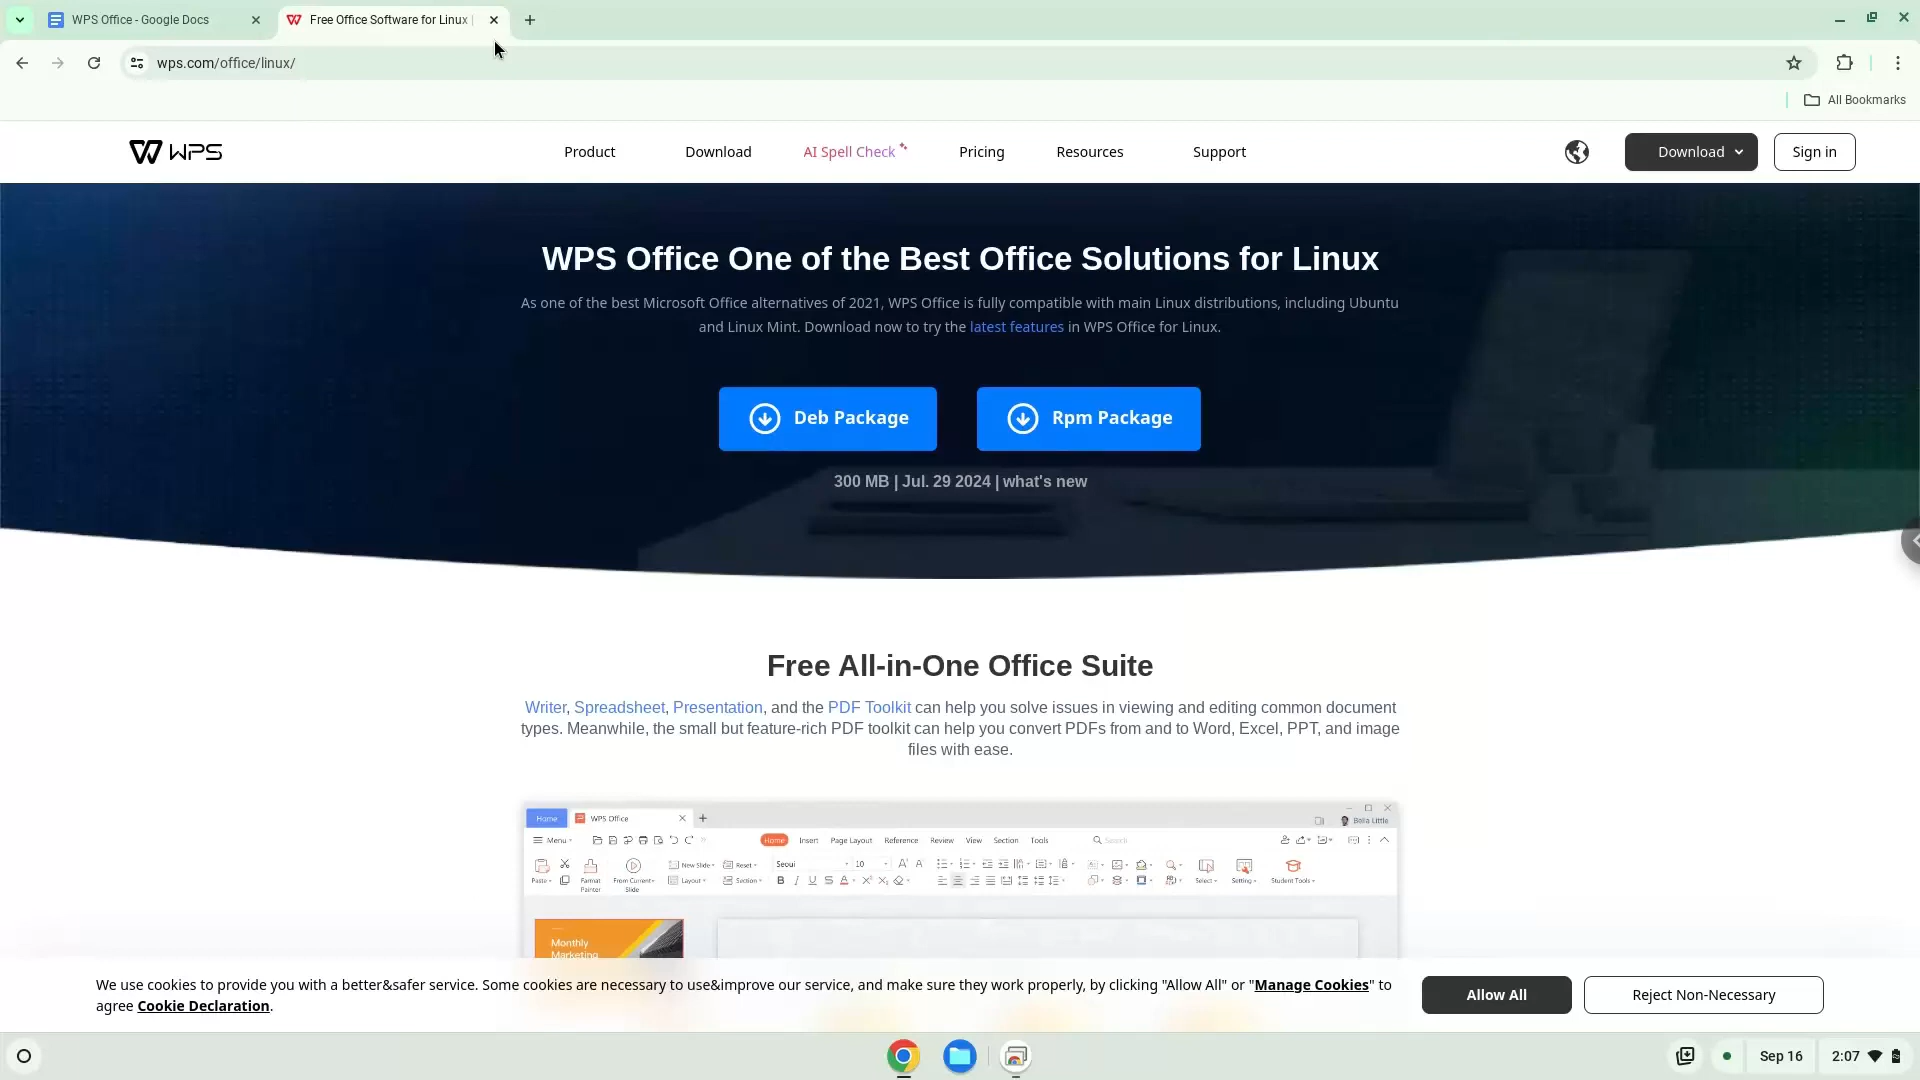 WPS Office - Google Docs
Free Office Software for Linux
wps.com/office/linux/
All Bookmarks
WPS
Product
Download
AI Spell Check
Pricing
Resources
Support
Download
Sign in
WPS Office One of the Best Office Solutions for Linux
As one of the best Microsoft Office alternatives of 2021, WPS Office is fully compatible with main Linux distributions, including Ubuntu
and Linux Mint. Download now to try the latest features in WPS Office for Linux.
Deb Package
Rpm Package
300 MB | Jul. 29 2024 | what's new
Free All-in-One Office Suite
Writer, Spreadsheet, Presentation, and the PDF Toolkit can help you solve issues in viewing and editing common document
types. Meanwhile, the small but feature-rich PDF toolkit can help you convert PDFs from and to Word, Excel, PPT, and image
files with ease.
Home
WPS Office
Bella Little
Menu
Home
Insert
Page Layout
Reference
Review
View
Section
Tools
Search
New Slide
Reset
Seoui
10
Paste
Format
Painter
From Current
Slide
Layout
Section
Select
Setting
Student Tools
Monthly
Marketing
We use cookies to provide you with a better&safer service. Some cookies are necessary to use&improve our service, and make sure they work properly, by clicking "Allow All" or "Manage Cookies" to
agree Cookie Declaration.
Allow All
Reject Non-Necessary
Sep 16
2:07